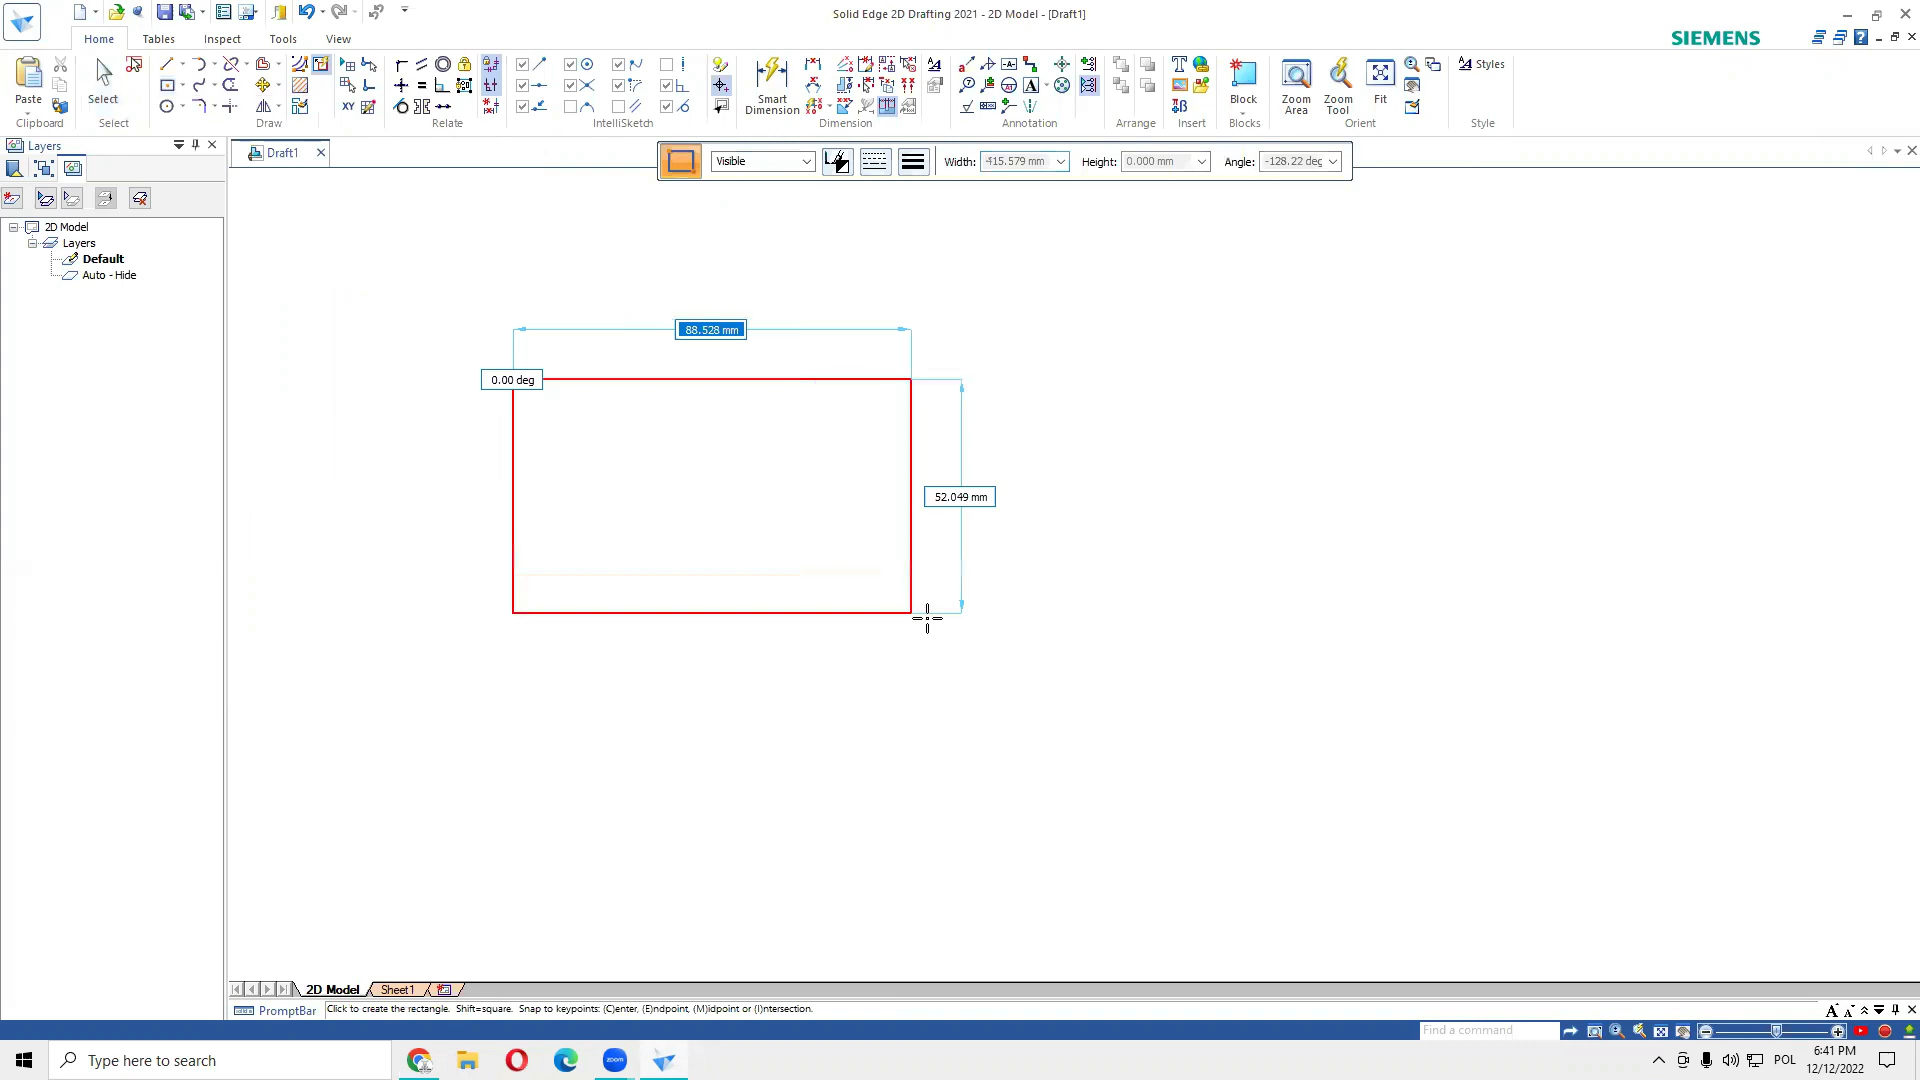 Solid Edge 2D Drafting 2021 - 2D Model - [Draft1]
Home Tables Inspect Find Tools View
SIEMENS
Paste
Clipboard
Select
Select
Draw
XY
Relate
IntelliSketch
Smart Dimension
Dimension
Annotation
Arrange
Insert
Block
Blocks
Zoom Area
Zoom Tool
Fit
Orient
Styles
Style
Layers
Draft1
Visible
Width: -415.579 mm
Height: 0.000 mm
Angle: -128.22 deg
2D Model
Layers
Default
Auto - Hide
88.528 mm
0.00 deg
52.049 mm
2D Model
Sheet1
PromptBar
Click to create the rectangle. Shift=square. Snap to keypoints: (C)enter, (E)ndpoint, (M)idpoint or (I)ntersection.
Find a command
Type here to search
zoom
POL
6:41 PM
12/12/2022